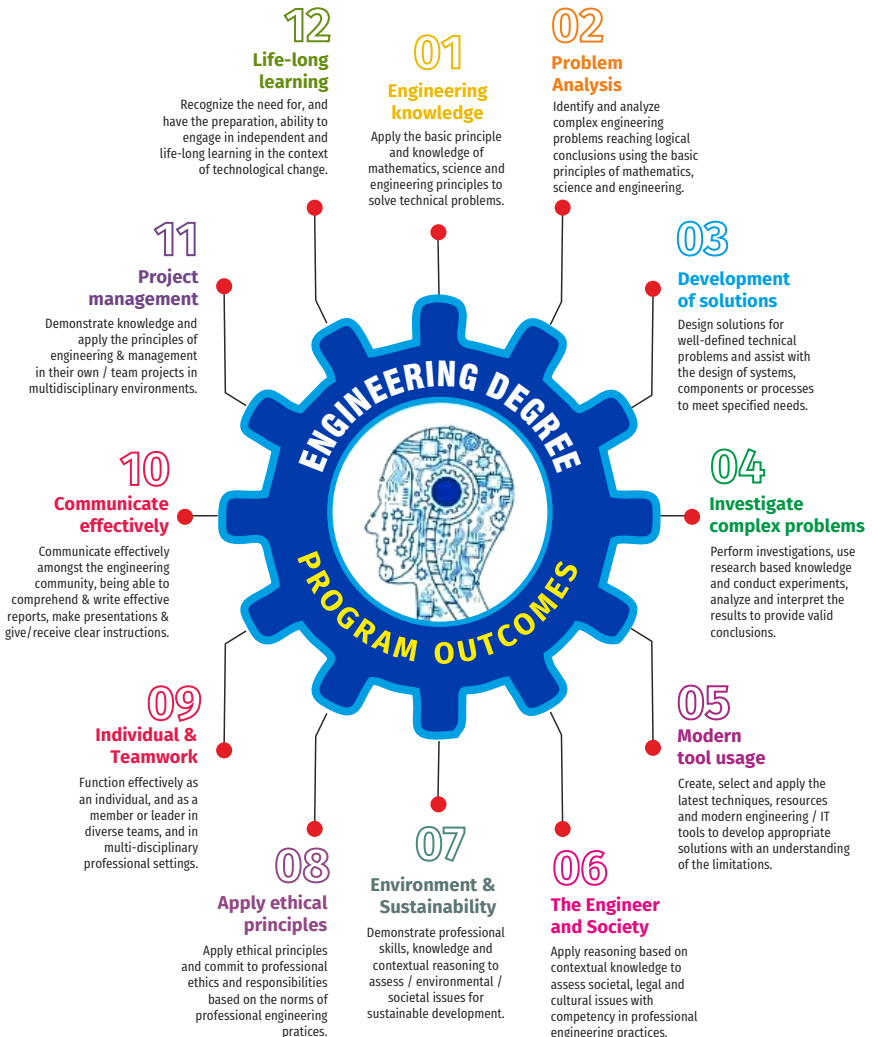 ENGINEERING DEGREE
PROGRAM OUTCOMES
01
Engineering
knowledge
Apply the basic principle
and knowledge of
mathematics, science and
engineering principles to
solve technical problems.
02
Problem
Analysis
Identify and analyze
complex engineering
problems reaching logical
conclusions using the basic
principles of mathematics,
science and engineering.
03
Development
of solutions
Design solutions for
well-defined technical
problems and assist with
the design of systems,
components or processes
to meet specified needs.
04
Investigate
complex problems
Perform investigations, use
research based knowledge
and conduct experiments,
analyze and interpret the
results to provide valid
conclusions.
05
Modern
tool usage
Create, select and apply the
latest techniques, resources
and modern engineering / IT
tools to develop appropriate
solutions with an understanding
of the limitations.
06
The Engineer
and Society
Apply reasoning based on
contextual knowledge to
assess societal, legal and
cultural issues with
competency in professional
engineering practices.
07
Environment &
Sustainability
Demonstrate professional
skills, knowledge and
contextual reasoning to
assess / environmental /
societal issues for
sustainable development.
08
Apply ethical
principles
Apply ethical principles
and commit to professional
ethics and responsibilities
based on the norms of
professional engineering
pratices.
09
Individual &
Teamwork
Function effectively as
an individual, and as a
member or leader in
diverse teams, and in
multi-disciplinary
professional settings.
10
Communicate
effectively
Communicate effectively
amongst the engineering
community, being able to
comprehend & write effective
reports, make presentations &
give/receive clear instructions.
11
Project
management
Demonstrate knowledge and
apply the principles of
engineering & management
in their own / team projects in
multidisciplinary environments.
12
Life-long
learning
Recognize the need for, and
have the preparation, ability to
engage in independent and
life-long learning in the context
of technological change.